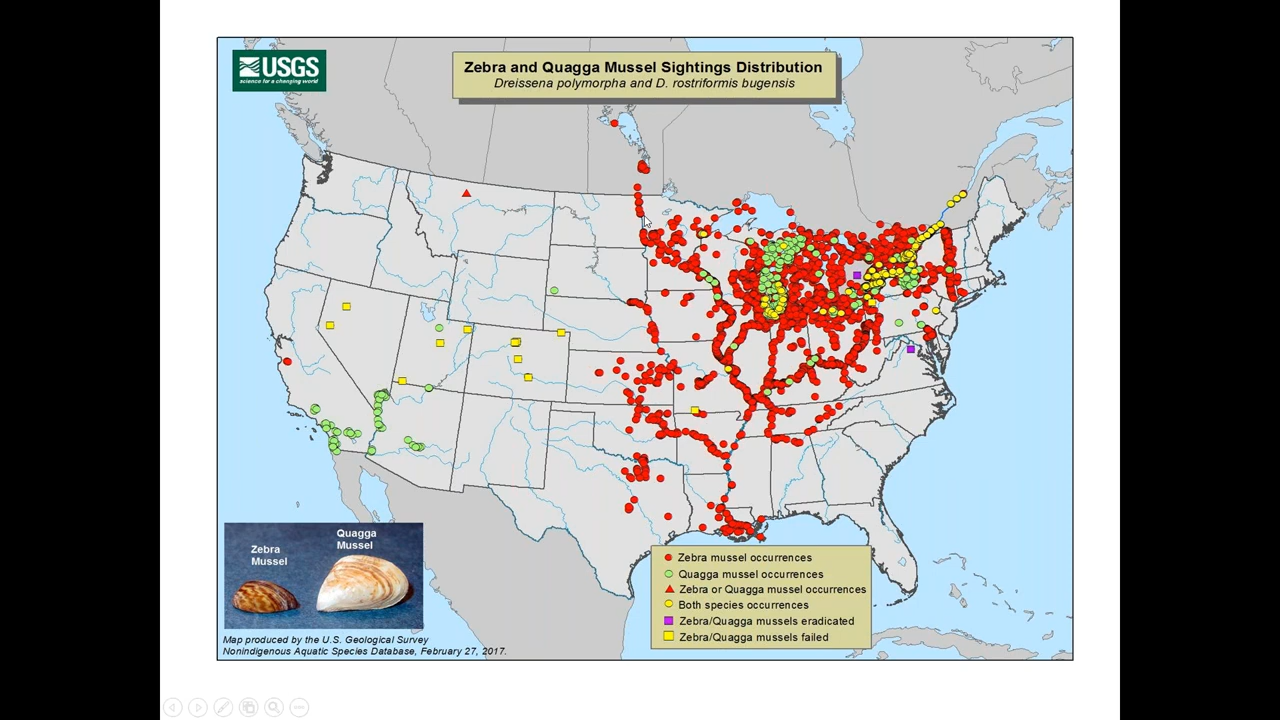 USGS
science for a changing world
Zebra and Quagga Mussel Sightings Distribution
Dreissena polymorpha and D. rostriformis bugensis
Zebra
Mussel
Quagga
Mussel
Zebra mussel occurrences
Quagga mussel occurrences
Zebra or Quagga mussel occurrences
Both species occurrences
Zebra/Quagga mussels eradicated
Zebra/Quagga mussels failed
Map produced by the U.S. Geological Survey
Nonindigenous Aquatic Species Database, February 27, 2017.